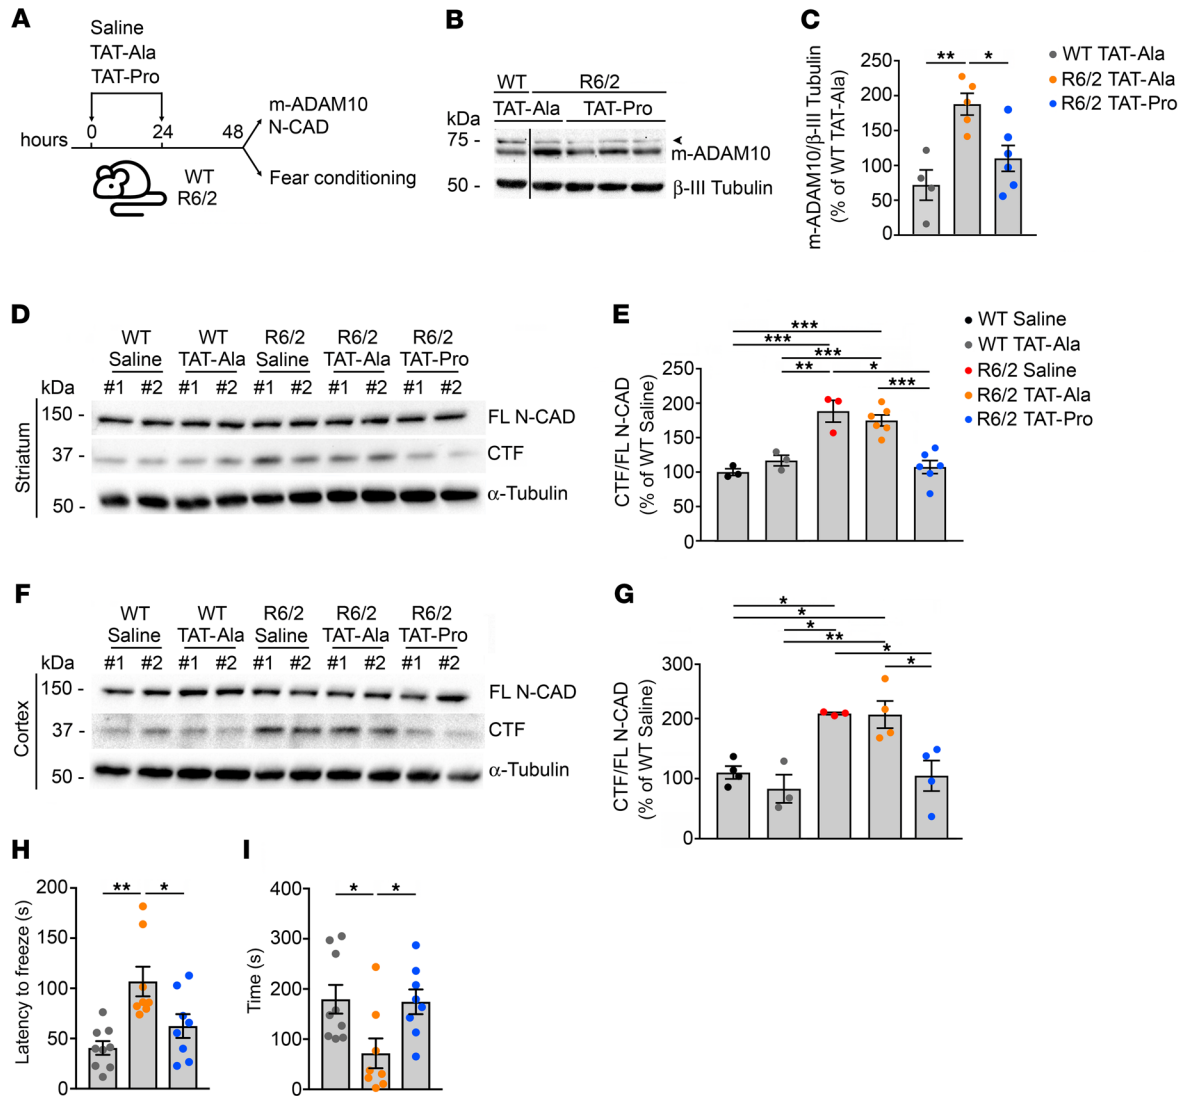 A
Saline
TAT-Ala
TAT-Pro
hours
0
24
48
m-ADAM10
N-CAD
Fear conditioning
WT
R6/2
B
WT
R6/2
TAT-Ala
TAT-Pro
kDa
75 -
m-ADAM10
50 -
β-III Tubulin
C
m-ADAM10/β-III Tubulin
(% of WT TAT-Ala)
250
200
150
100
50
0
**
*
WT TAT-Ala
R6/2 TAT-Ala
R6/2 TAT-Pro
D
WT
Saline
WT
TAT-Ala
R6/2
Saline
R6/2
TAT-Ala
R6/2
TAT-Pro
kDa
#1 #2 #1 #2 #1 #2 #1 #2 #1 #2
Striatum
150 -
FL N-CAD
37 -
CTF
50 -
α-Tubulin
E
CTF/FL N-CAD
(% of WT Saline)
250
200
150
100
50
0
***
***
***
**
*
***
WT Saline
WT TAT-Ala
R6/2 Saline
R6/2 TAT-Ala
R6/2 TAT-Pro
F
WT
Saline
WT
TAT-Ala
R6/2
Saline
R6/2
TAT-Ala
R6/2
TAT-Pro
kDa
#1 #2 #1 #2 #1 #2 #1 #2 #1 #2
Cortex
150 -
FL N-CAD
37 -
CTF
50 -
α-Tubulin
G
CTF/FL N-CAD
(% of WT Saline)
300
200
100
0
*
*
*
**
*
*
H
Latency to freeze (s)
200
150
100
50
0
**
*
I
Time (s)
400
300
200
100
0
*
*